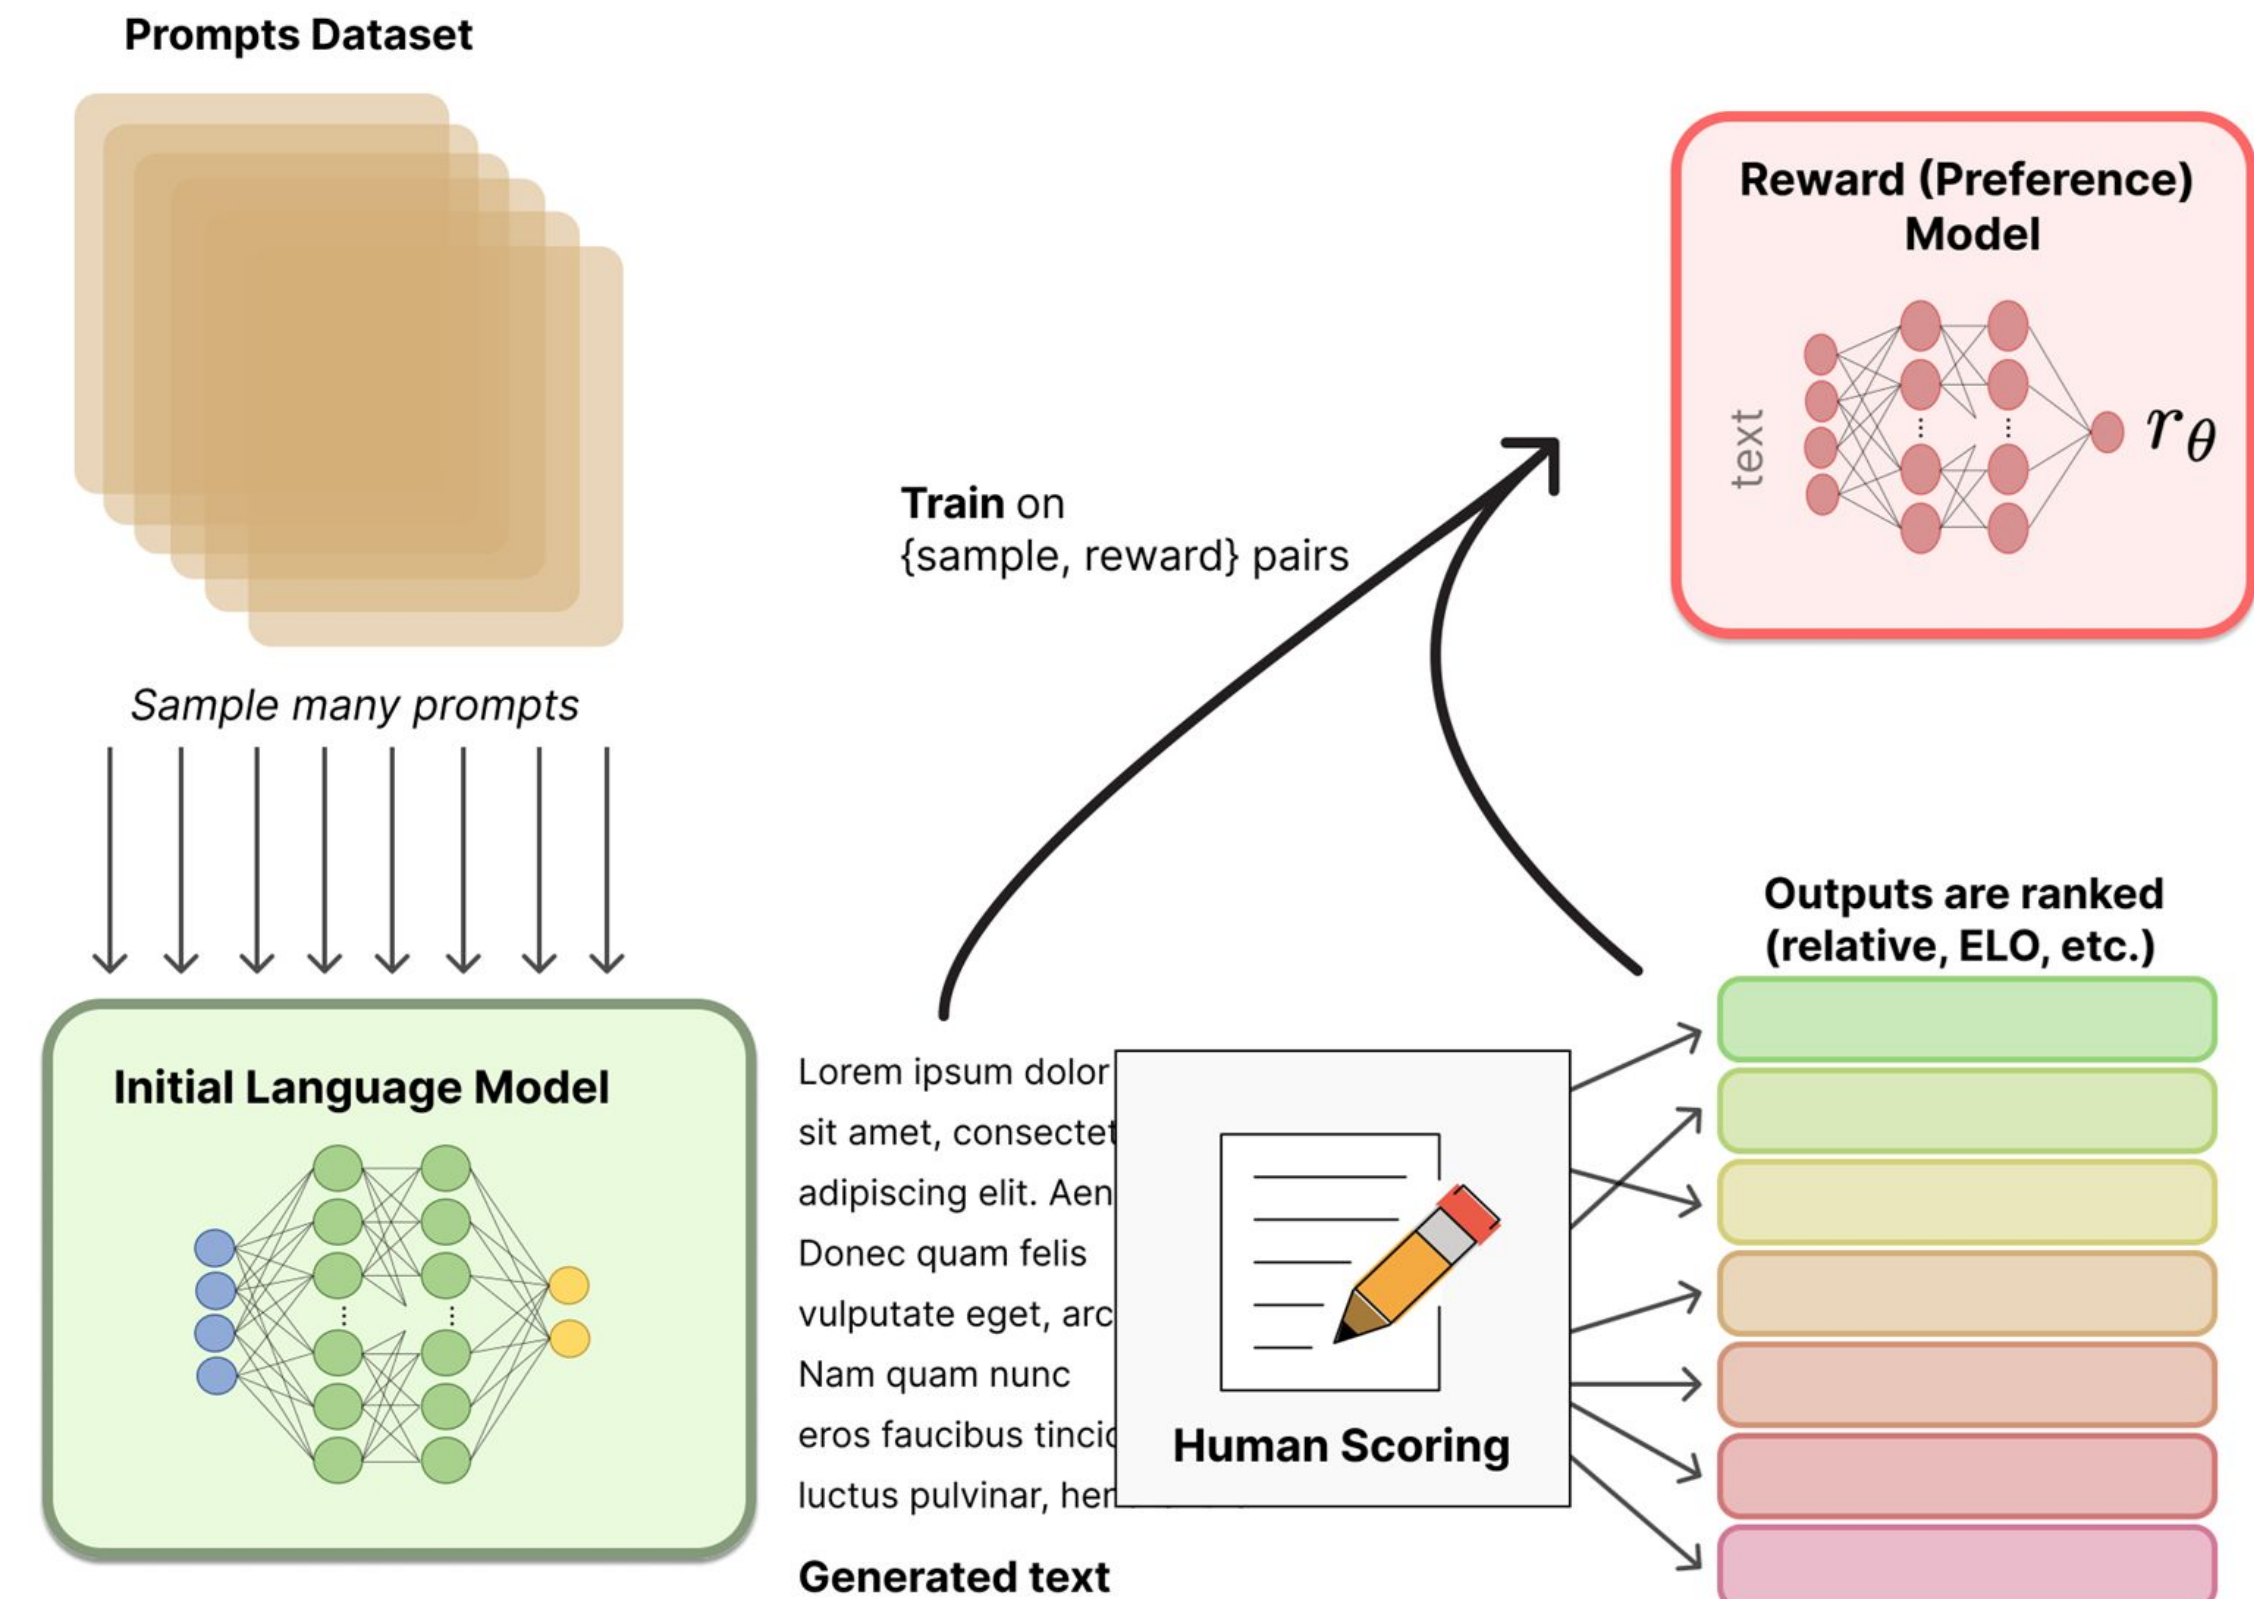 Prompts Dataset
Sample many prompts
Initial Language Model
Train on
{sample, reward} pairs
Reward (Preference)
Model
text
rθ
Lorem ipsum dolor
sit amet, consectet
adipiscing elit. Aen
Donec quam felis
vulputate eget, arc
Nam quam nunc
eros faucibus tincid
luctus pulvinar, her
Generated text
Human Scoring
Outputs are ranked
(relative, ELO, etc.)